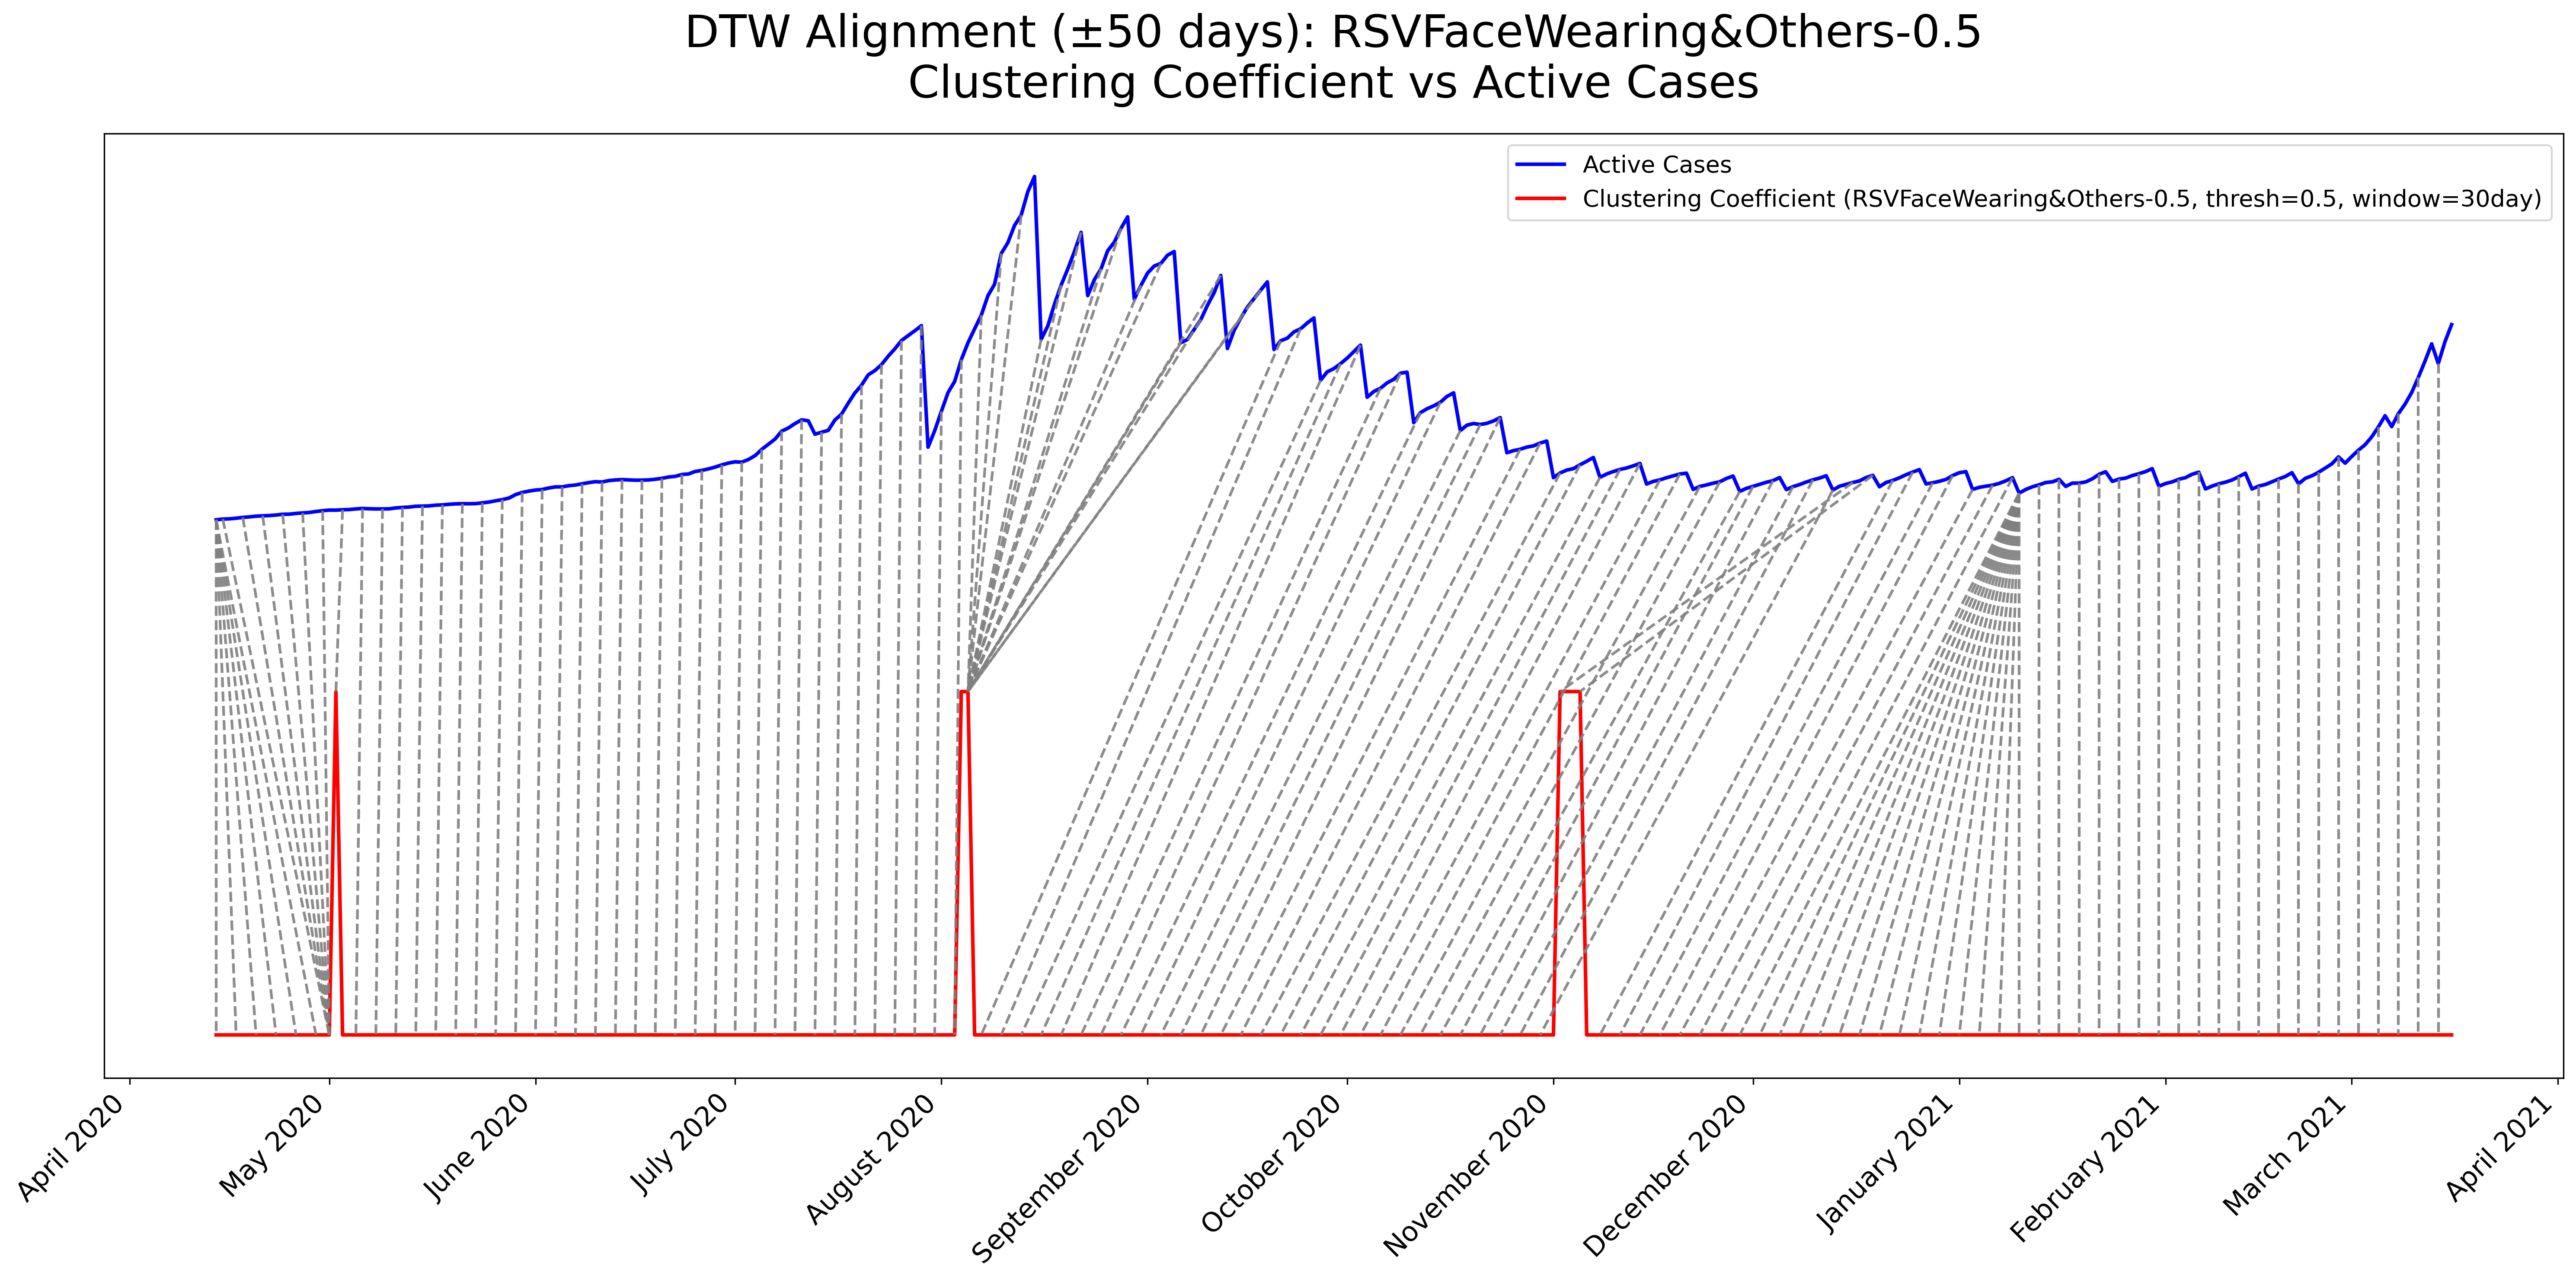 DTW Alignment (±50 days): RSVFaceWearing&Others-0.5
Clustering Coefficient vs Active Cases
Active Cases
Clustering Coefficient (RSVFaceWearing&Others-0.5, thresh=0.5, window=30day)
April 2020
May 2020
June 2020
July 2020
August 2020
September 2020
October 2020
November 2020
December 2020
January 2021
February 2021
March 2021
April 2021